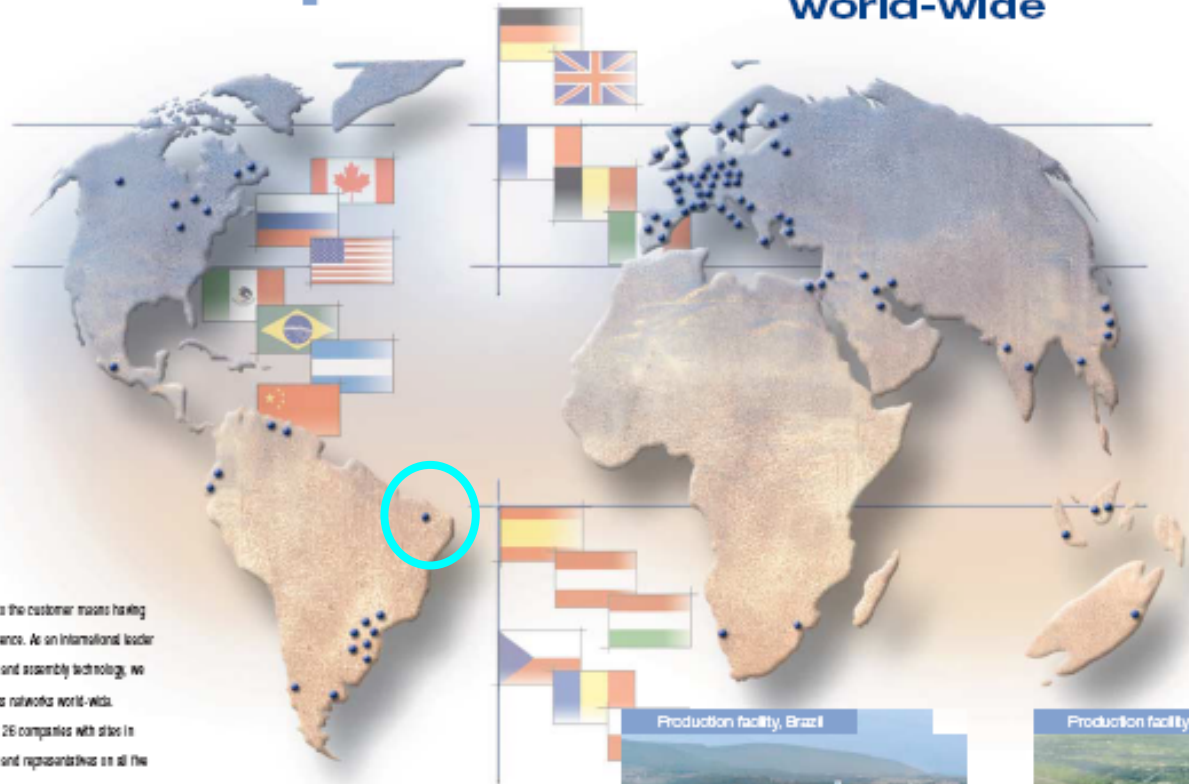 world-wide
s the customer means having
ence. As an international leader
and assembly technology, we
s networks world-wide.
26 companies with sites in
and representatives on all five
Production facility, Brazil
Production facility